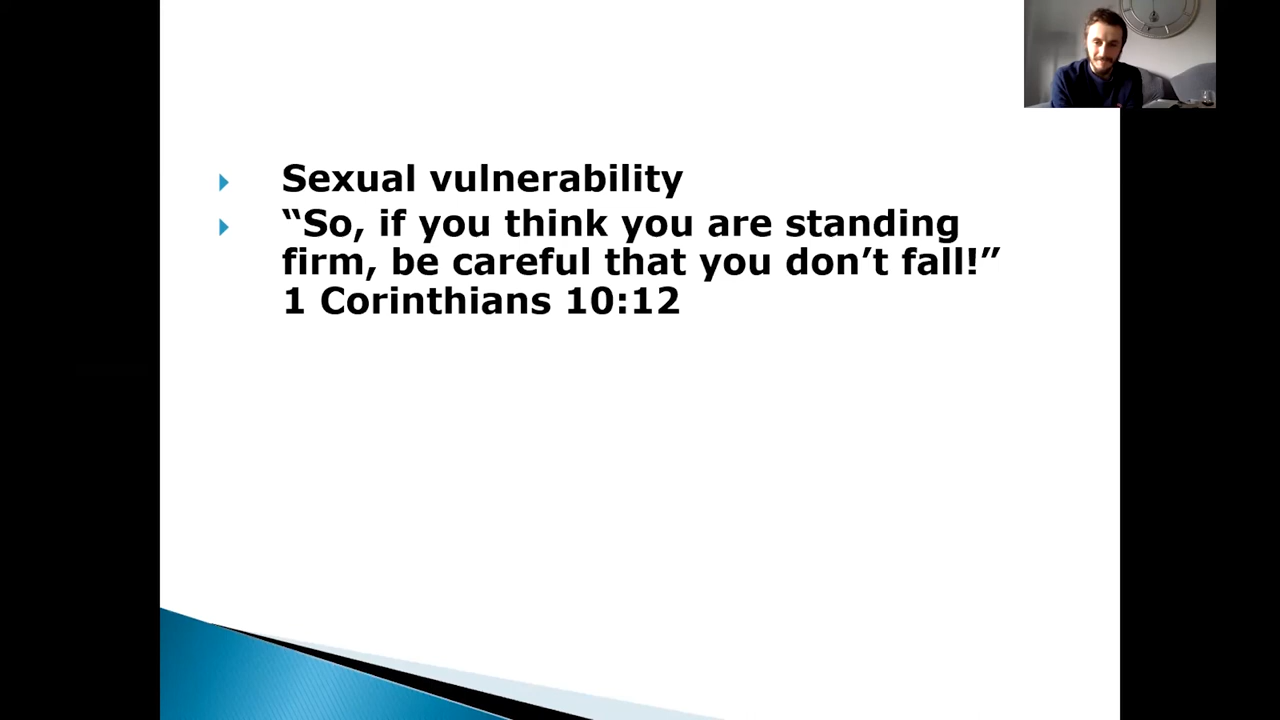 Sexual vulnerability
“So, if you think you are standing
firm, be careful that you don’t fall!”
1 Corinthians 10:12